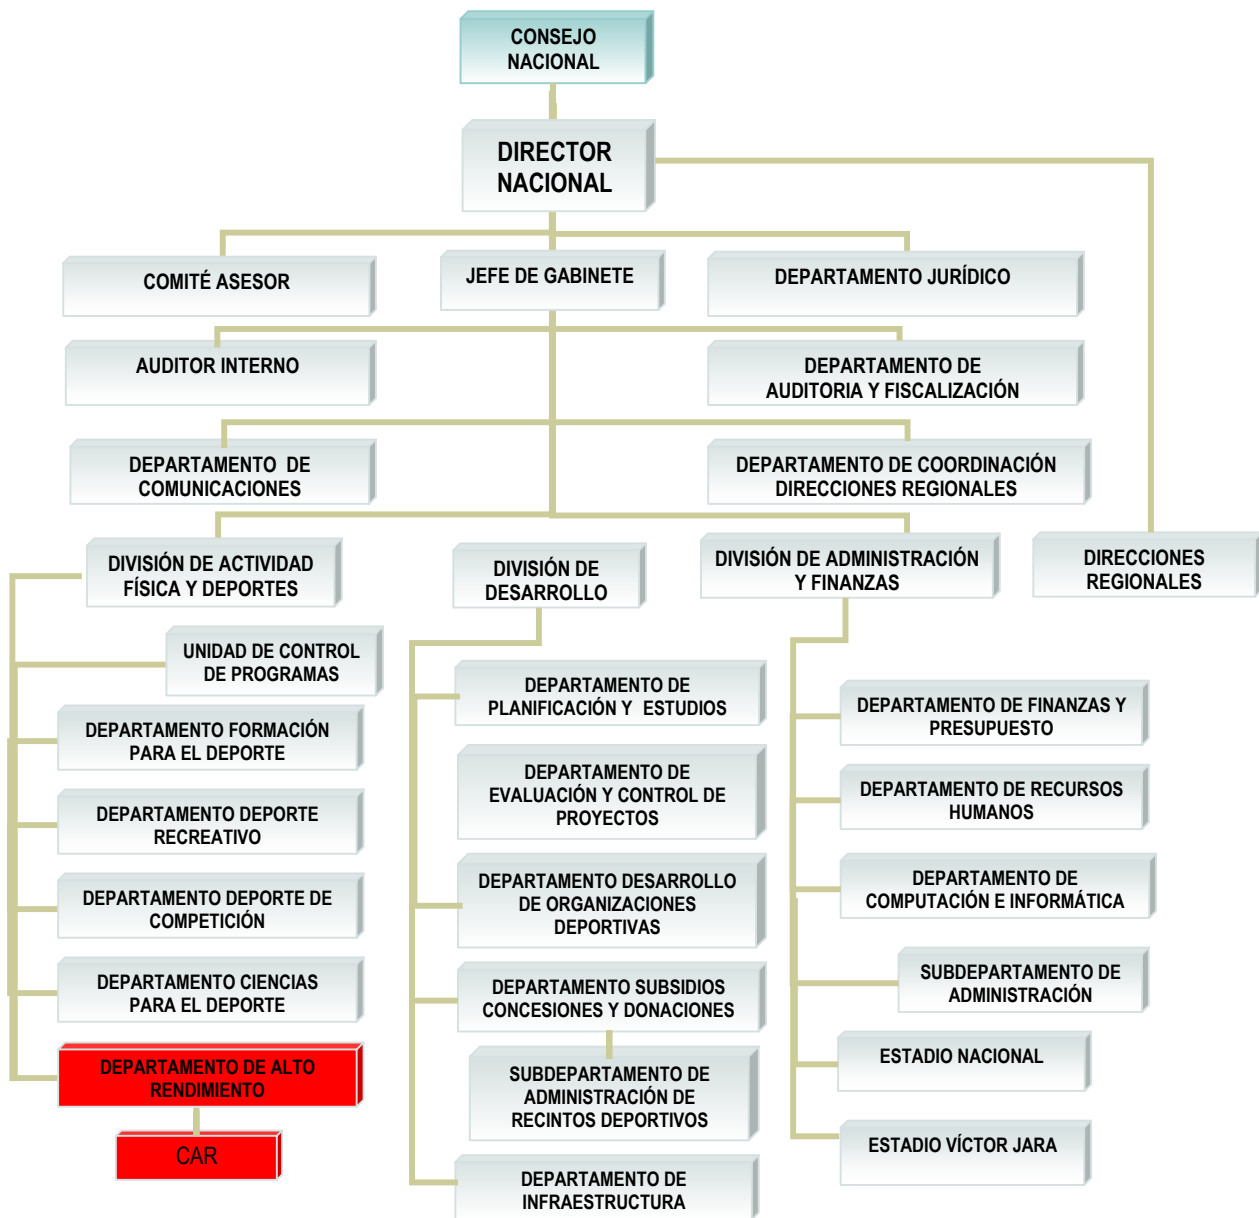 CONSEJO
NACIONAL
DIRECTOR
NACIONAL
COMITÉ ASESOR
JEFE DE GABINETE
DEPARTAMENTO JURÍDICO
AUDITOR INTERNO
DEPARTAMENTO DE
AUDITORIA Y FISCALIZACIÓN
DEPARTAMENTO DE
COMUNICACIONES
DEPARTAMENTO DE COORDINACIÓN
DIRECCIONES REGIONALES
DIVISIÓN DE ACTIVIDAD
FÍSICA Y DEPORTES
DIVISIÓN DE
DESARROLLO
DIVISIÓN DE ADMINISTRACIÓN
Y FINANZAS
DIRECCIONES
REGIONALES
UNIDAD DE CONTROL
DE PROGRAMAS
DEPARTAMENTO FORMACIÓN
PARA EL DEPORTE
DEPARTAMENTO DEPORTE
RECREATIVO
DEPARTAMENTO DEPORTE DE
COMPETICIÓN
DEPARTAMENTO CIENCIAS
PARA EL DEPORTE
DEPARTAMENTO DE ALTO
RENDIMIENTO
CAR
DEPARTAMENTO DE
PLANIFICACIÓN Y ESTUDIOS
DEPARTAMENTO DE
EVALUACIÓN Y CONTROL DE
PROYECTOS
DEPARTAMENTO DESARROLLO
DE ORGANIZACIONES
DEPORTIVAS
DEPARTAMENTO SUBSIDIOS
CONCESIONES Y DONACIONES
SUBDEPARTAMENTO DE
ADMINISTRACIÓN DE
RECINTOS DEPORTIVOS
DEPARTAMENTO DE
INFRAESTRUCTURA
DEPARTAMENTO DE FINANZAS Y
PRESUPUESTO
DEPARTAMENTO DE RECURSOS
HUMANOS
DEPARTAMENTO DE
COMPUTACIÓN E INFORMÁTICA
SUBDEPARTAMENTO DE
ADMINISTRACIÓN
ESTADIO NACIONAL
ESTADIO VÍCTOR JARA